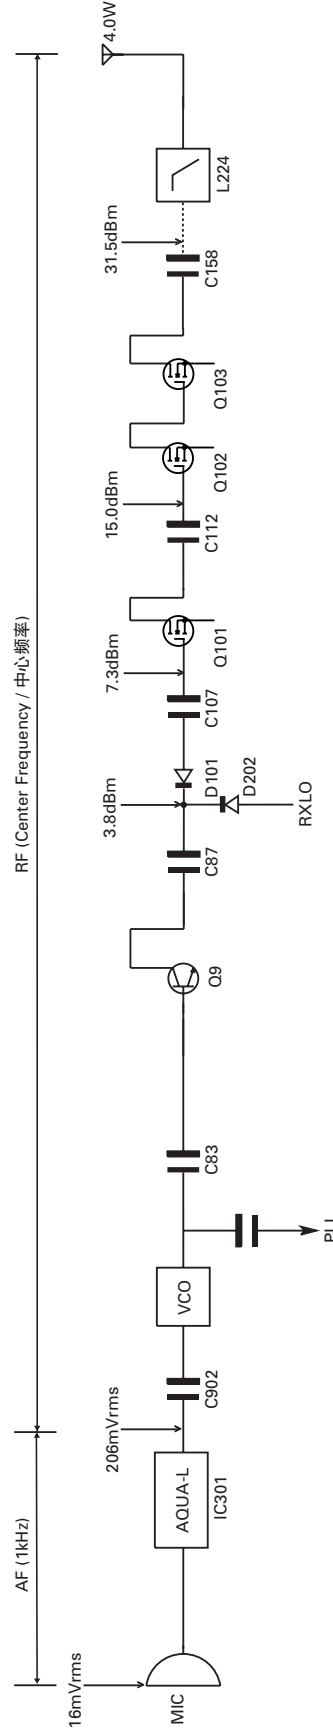 AF (1kHz)
RF (Center Frequency / 中心频率)
16mVrms
206mVrms
3.8dBm
7.3dBm
15.0dBm
31.5dBm
4.0W
MIC
AQUA-L
IC301
C902
VCO
C83
Q9
C87
D101
D202
RXLO
C107
Q101
C112
Q102
Q103
C158
L224